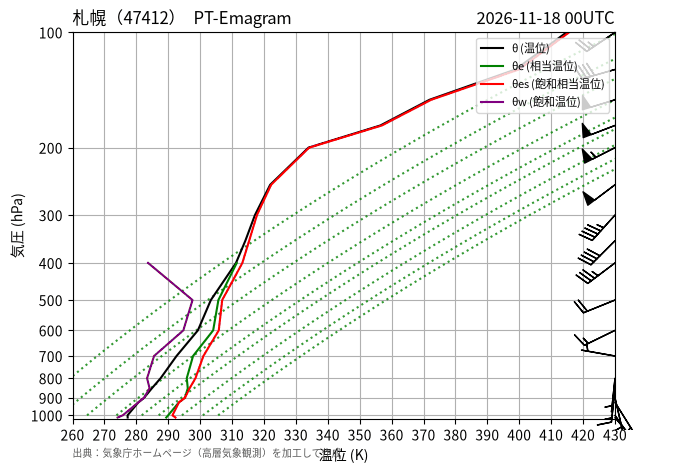 札幌（47412） PT-Emagram
2026-11-18 00UTC
θ (温位)
θe (相当温位)
θes (飽和相当温位)
θw (飽和温位)
気圧 (hPa)
100
200
300
400
500
600
700
800
900
1000
260 270 280 290 300 310 320 330 340 350 360 370 380 390 400 410 420 430
温位 (K)
出典：気象庁ホームページ（高層気象観測）を加工して